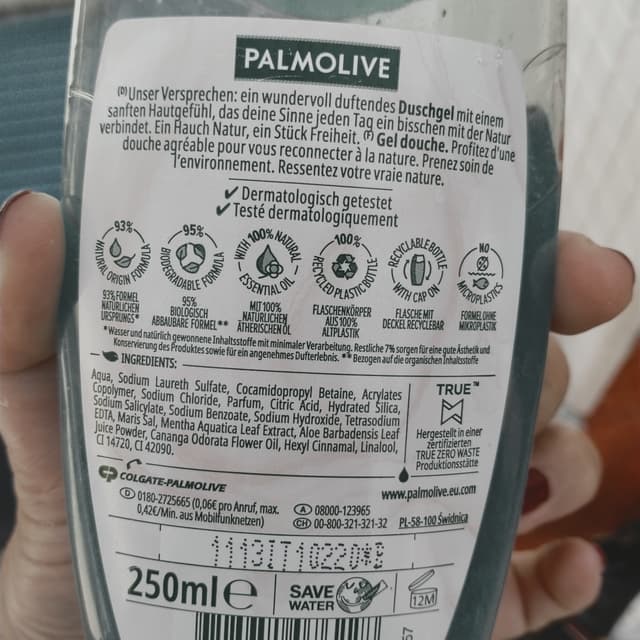 PALMOLIVE
(D) Unser Versprechen: ein wundervoll duftendes Duschgel mit einem
sanften Hautgefühl, das deine Sinne jeden Tag ein bisschen mit der Natur
verbindet. Ein Hauch Natur, ein Stück Freiheit. (F) Gel douche. Profitez d'une
douche agréable pour vous reconnecter à la nature. Prenez soin de
l'environnement. Ressentez votre vraie nature.
✓ Dermatologisch getestet
✓ Testé dermatologiquement
93% NATURAL ORIGIN FORMULA
93% FORMEL
NATÜRLICHEN
URSPRUNGS*
95% BIODEGRADABLE FORMULA
95%
BIOLOGISCH
ABBAUBARE FORMEL**
WITH 100% NATURAL ESSENTIAL OIL
MIT 100%
NATÜRLICHEN
ÄTHERISCHEN ÖL
100% RECYCLED PLASTIC BOTTLE
FLASCHENKÖRPER
AUS 100%
ALTPLASTIK
RECYCLABLE BOTTLE WITH CAP ON
FLASCHE MIT
DECKEL RECYCLEBAR
NO MICROPLASTICS
FORMEL OHNE
MIKROPLASTIK
*Wasser und natürlich gewonnene Inhaltsstoffe mit minimaler Verarbeitung. Restliche 7% sorgen für eine gute Ästhetik und
Konservierung des Produktes sowie für ein angenehmes Dufterlebnis. ** Bezogen auf die organischen Inhaltsstoffe
INGREDIENTS:
Aqua, Sodium Laureth Sulfate, Cocamidopropyl Betaine, Acrylates
Copolymer, Sodium Chloride, Parfum, Citric Acid, Hydrated Silica,
Sodium Salicylate, Sodium Benzoate, Sodium Hydroxide, Tetrasodium
EDTA, Maris Sal, Mentha Aquatica Leaf Extract, Aloe Barbadensis Leaf
Juice Powder, Cananga Odorata Flower Oil, Hexyl Cinnamal, Linalool,
CI 14720, CI 42090.
TRUE™
Hergestellt in einer
zertifizierten
TRUE ZERO WASTE
Produktionsstätte
CP COLGATE-PALMOLIVE
www.palmolive.eu.com
(D) 0180-2725665 (0,06€ pro Anruf, max.
0,42€/Min. aus Mobilfunknetzen)
(A) 08000-123965
(CH) 00-800-321-321-32
PL-58-100 Świdnica
250ml e
SAVE
WATER
12M